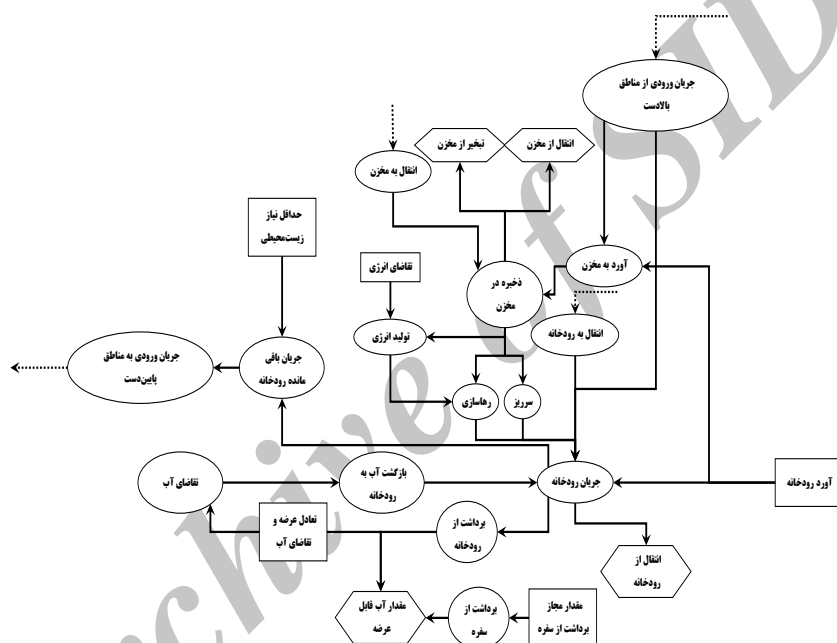 جریان ورودی از مناطق
بالادست
انتقال از مخزن
تبخیر از مخزن
انتقال به مخزن
حداقل نیاز
زیست‌محیطی
آورد به مخزن
تقاضای انرژی
ذخیره در
مخزن
انتقال به رودخانه
تولید انرژی
جریان باقی
مانده رودخانه
جریان ورودی به مناطق
پایین‌دست
سرریز
رهاسازی
آورد رودخانه
جریان رودخانه
بازگشت آب به
رودخانه
تقاضای آب
برداشت از
رودخانه
تعادل عرضه و
تقاضای آب
انتقال از
رودخانه
مقدار مجاز
برداشت از سفره
برداشت از
سفره
مقدار آب قابل
عرضه
Archive of SID